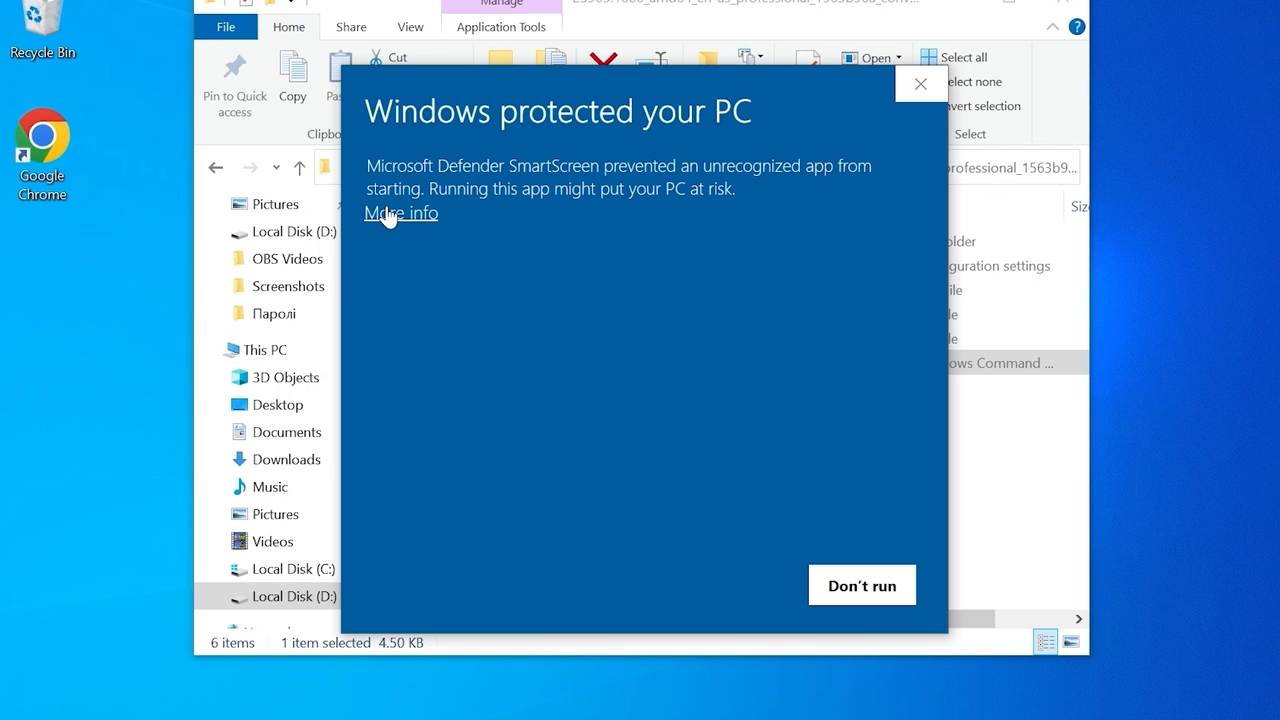 Recycle Bin
Google
Chrome
Manage
File
Home
Share
View
Application Tools
Pin to Quick
access
Copy
Cut
Clipbo
Open
Select all
elect none
nvert selection
Select
rofessional_1563b9...
Pictures
Local Disk (D:)
OBS Videos
Screenshots
Паролі
This PC
3D Objects
Desktop
Documents
Downloads
Music
Pictures
Videos
Local Disk (C:)
Local Disk (D:)
Windows protected your PC
Microsoft Defender SmartScreen prevented an unrecognized app from
starting. Running this app might put your PC at risk.
More info
Don't run
Siz
older
guration settings
ile
le
le
ows Command ...
6 items
1 item selected 4.50 KB